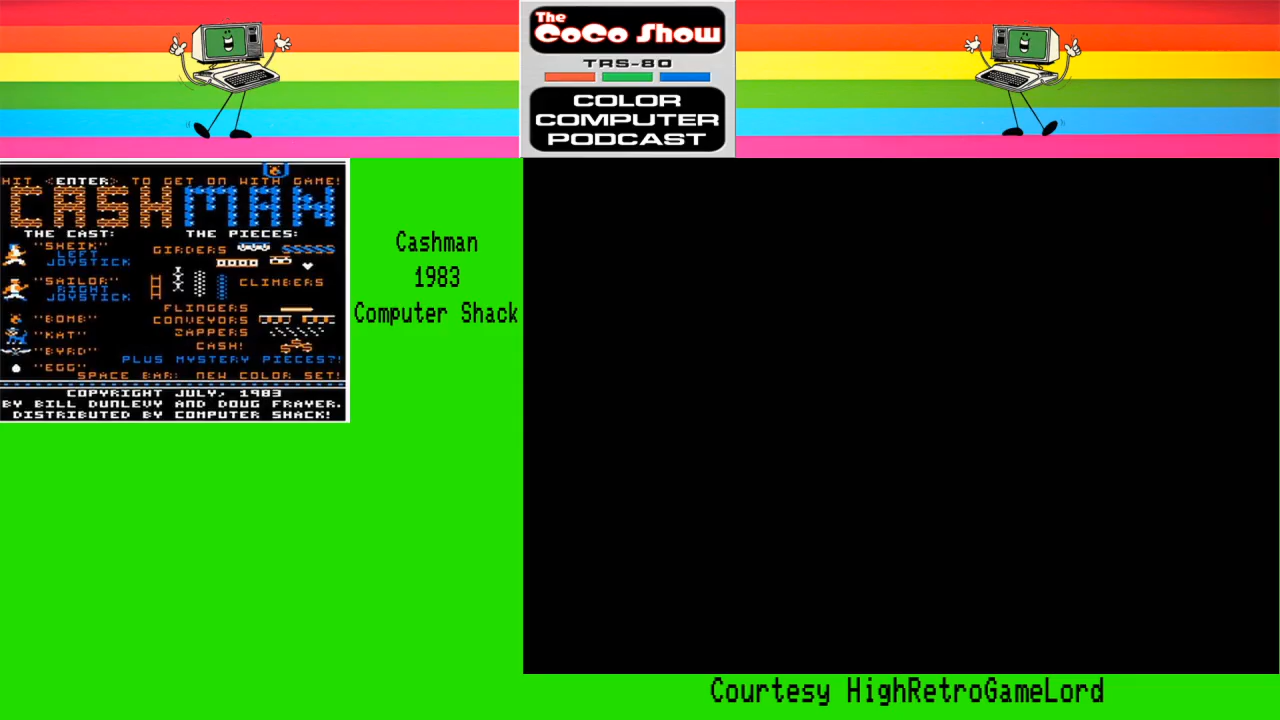 The
CoCo Show
TRS-80
COLOR
COMPUTER
PODCAST
HIT <ENTER> TO GET ON WITH GAME!
CASHMAN
THE CAST: THE PIECES:
"SHEIK" GIRDERS
LEFT
JOYSTICK
"SAILOR" CLIMBERS
RIGHT
JOYSTICK
FLINGERS
"BOMB" CONVEYORS
"KAT" ZAPPERS
CASH!
"BYRD" PLUS MYSTERY PIECES?!
"EGG"
SPACE BAR: NEW COLOR SET!
COPYRIGHT JULY, 1983
BY BILL DUNLEVY AND DOUG FRAYER.
DISTRIBUTED BY COMPUTER SHACK!
Cashman
1983
Computer Shack
Courtesy HighRetroGameLord